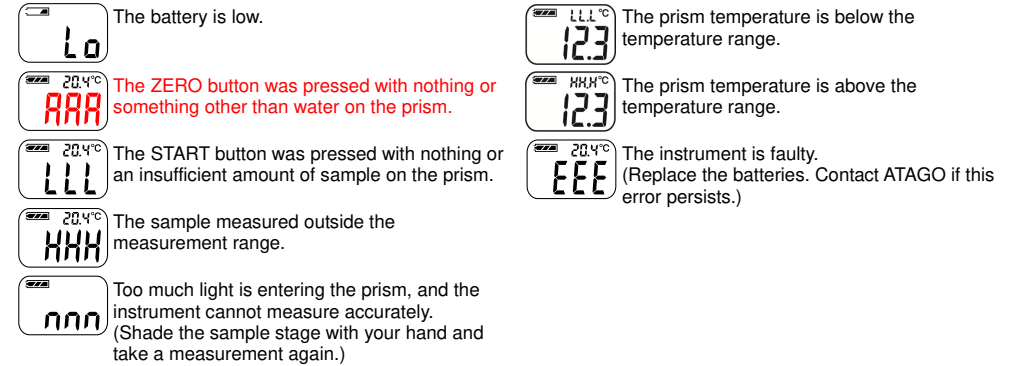 The battery is low.
Lo
20.4°C
The ZERO button was pressed with nothing or
AAA
something other than water on the prism.
20.4°C
The START button was pressed with nothing or
LLL
an insufficient amount of sample on the prism.
20.4°C
The sample measured outside the
HHH
measurement range.
nnn
Too much light is entering the prism, and the
instrument cannot measure accurately.
(Shade the sample stage with your hand and
take a measurement again.)
LL.L°C
The prism temperature is below the
12.3
temperature range.
HH.H°C
The prism temperature is above the
12.3
temperature range.
20.4°C
The instrument is faulty.
EEE
(Replace the batteries. Contact ATAGO if this
error persists.)